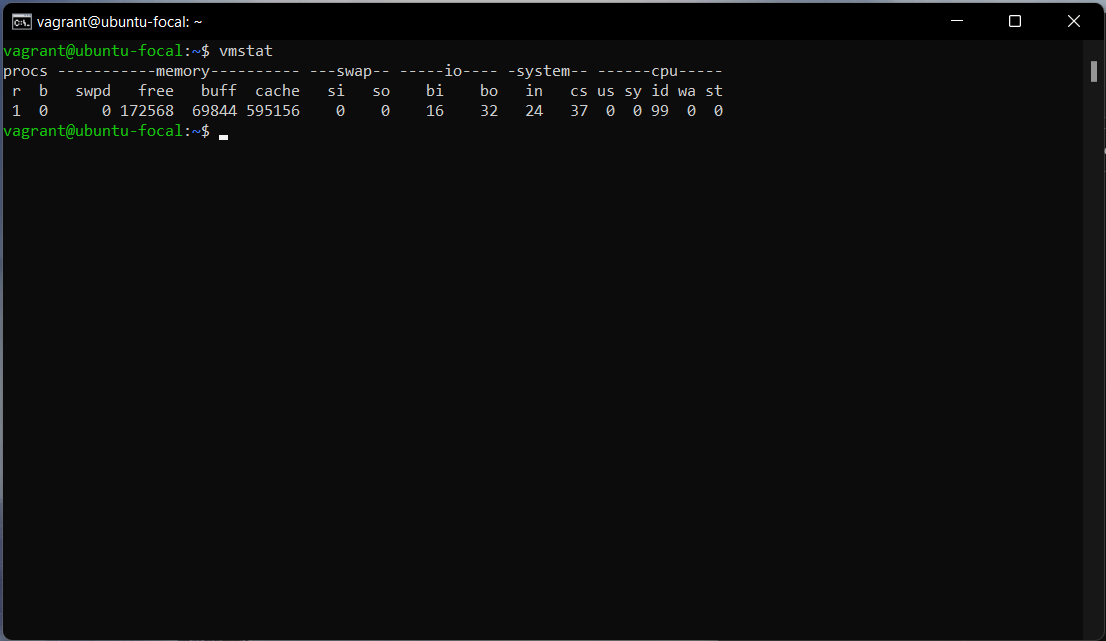 vagrant@ubuntu-focal: ~
vagrant@ubuntu-focal:~$ vmstat
procs -----------memory---------- ---swap-- -----io---- -system-- ------cpu-----
 r  b   swpd   free   buff  cache   si   so    bi    bo   in   cs us sy id wa st
 1  0      0 172568  69844 595156    0    0    16    32   24   37  0  0 99  0  0
vagrant@ubuntu-focal:~$